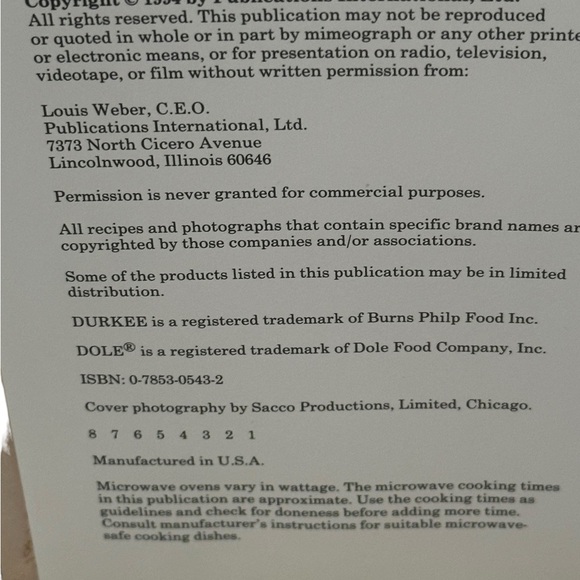 Copyright © 1994 by Publications International, Ltd.
All rights reserved. This publication may not be reproduced
or quoted in whole or in part by mimeograph or any other printe
or electronic means, or for presentation on radio, television,
videotape, or film without written permission from:
Louis Weber, C.E.O.
Publications International, Ltd.
7373 North Cicero Avenue
Lincolnwood, Illinois 60646
Permission is never granted for commercial purposes.
All recipes and photographs that contain specific brand names ar
copyrighted by those companies and/or associations.
Some of the products listed in this publication may be in limited
distribution.
DURKEE is a registered trademark of Burns Philp Food Inc.
DOLE® is a registered trademark of Dole Food Company, Inc.
ISBN: 0-7853-0543-2
Cover photography by Sacco Productions, Limited, Chicago.
8 7 6 5 4 3 2 1
Manufactured in U.S.A.
Microwave ovens vary in wattage. The microwave cooking times
in this publication are approximate. Use the cooking times as
guidelines and check for doneness before adding more time.
Consult manufacturer's instructions for suitable microwave-
safe cooking dishes.